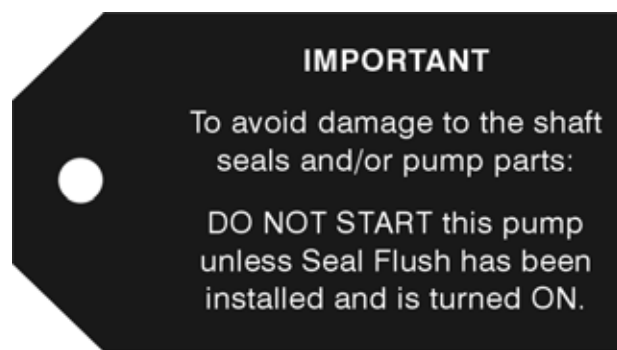 IMPORTANT
To avoid damage to the shaft
seals and/or pump parts:
DO NOT START this pump
unless Seal Flush has been
installed and is turned ON.